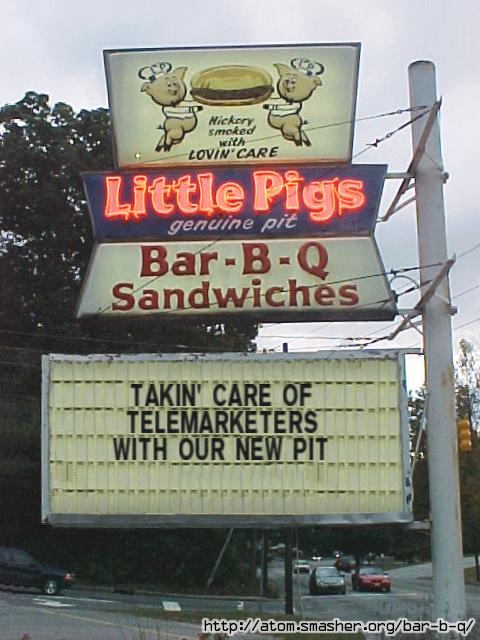 Hickory
smoked
with
LOVIN' CARE
Little Pigs
genuine pit
Bar-B-Q
Sandwiches
TAKIN' CARE OF
TELEMARKETERS
WITH OUR NEW PIT
http://atom.smasher.org/bar-b-q/